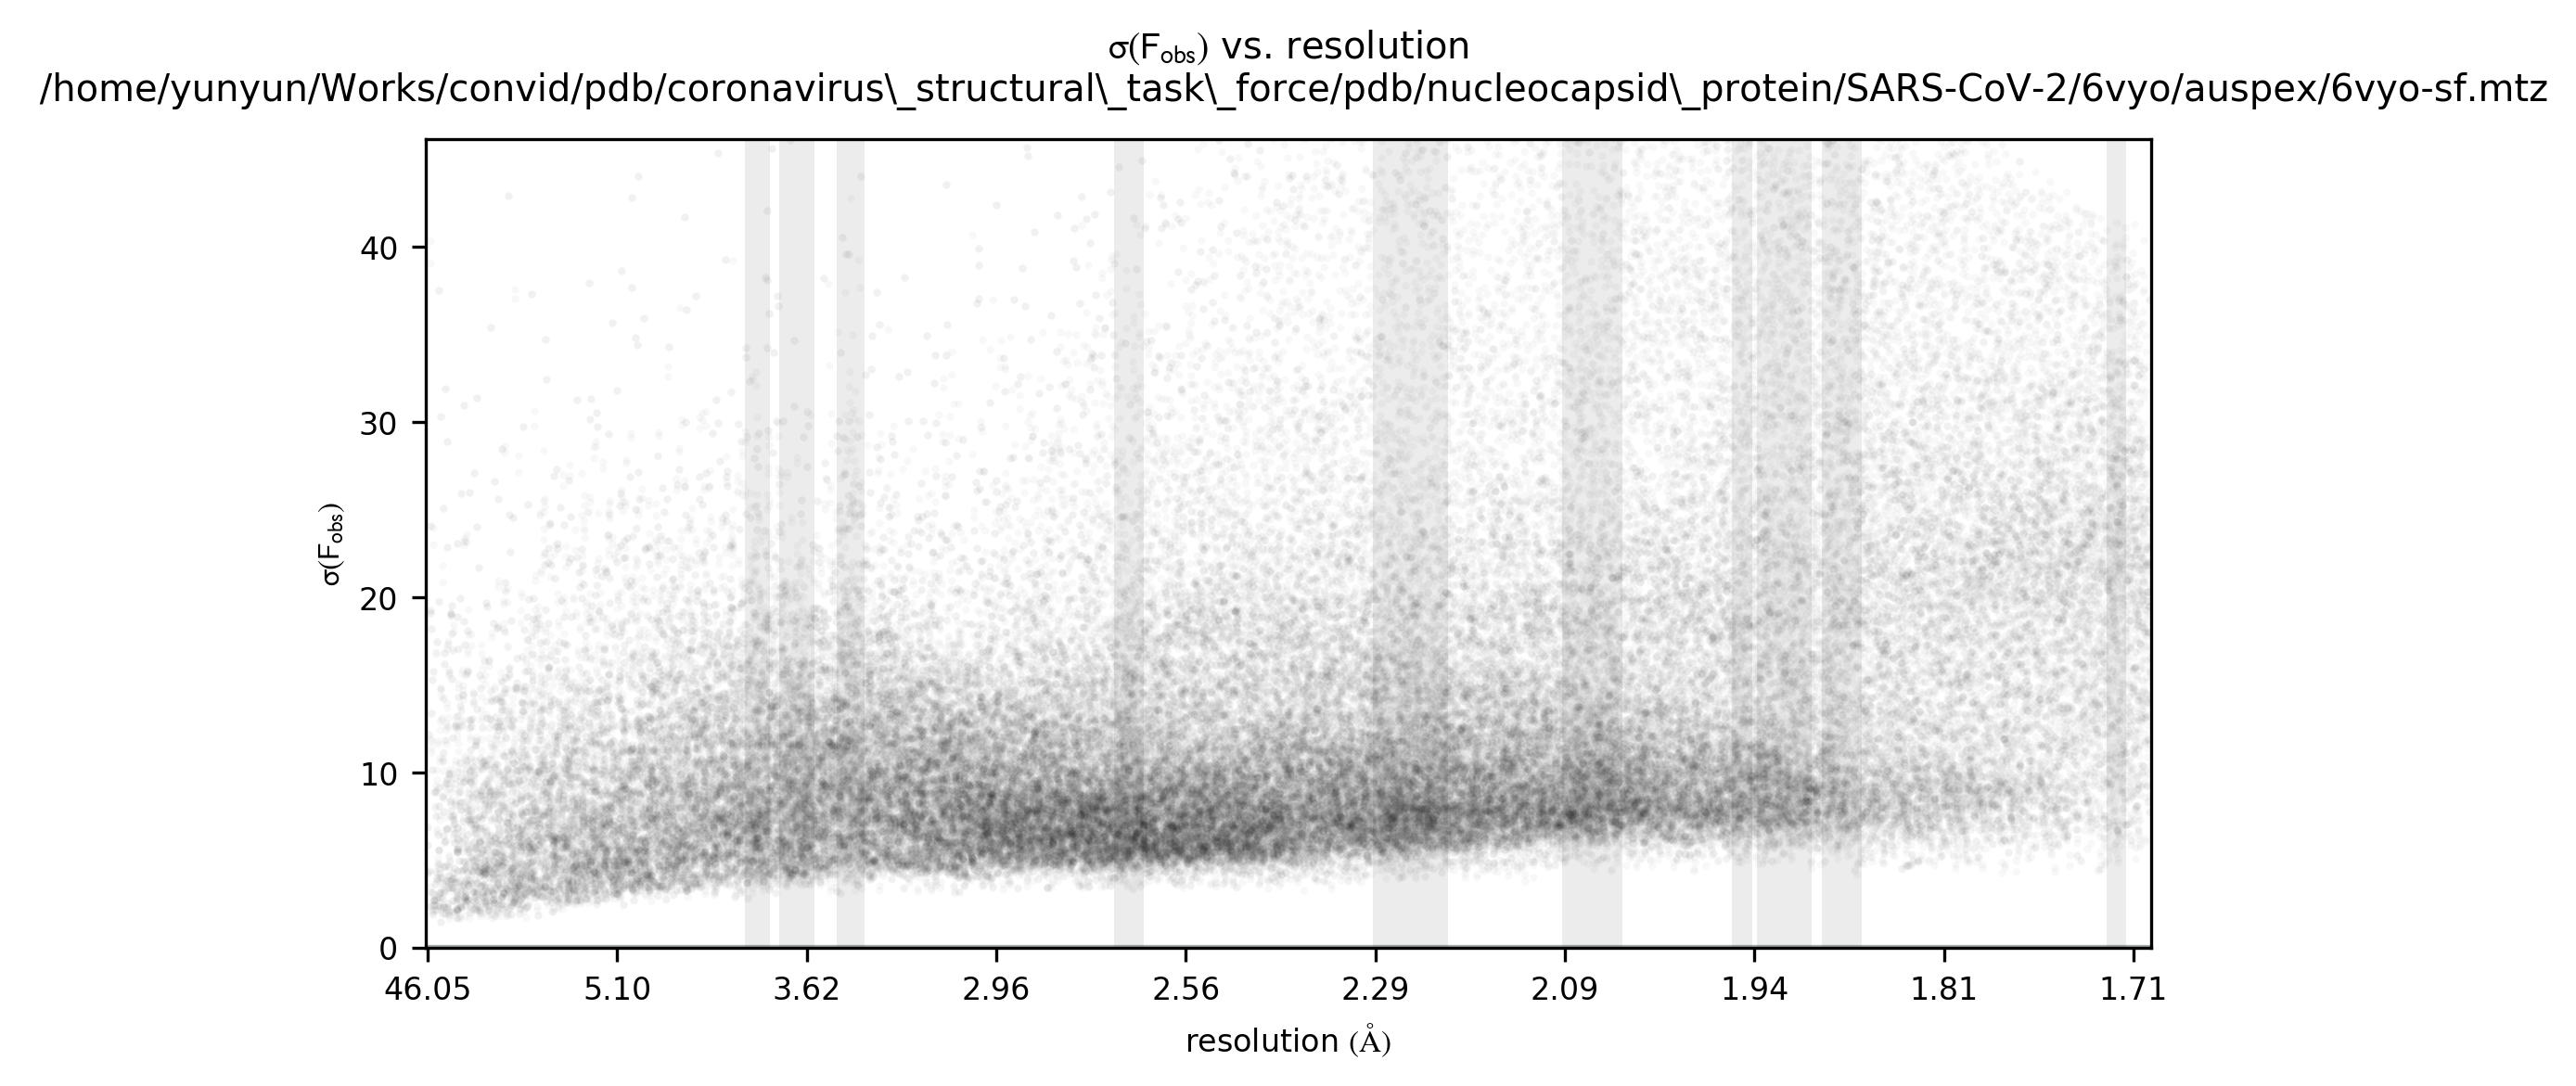 σ(Fobs) vs. resolution
/home/yunyun/Works/convid/pdb/coronavirus\_structural\_task\_force/pdb/nucleocapsid\_protein/SARS-CoV-2/6vyo/auspex/6vyo-sf.mtz
40
30
20
10
0
σ(Fobs)
46.05 5.10 3.62 2.96 2.56 2.29 2.09 1.94 1.81 1.71
resolution (Å)